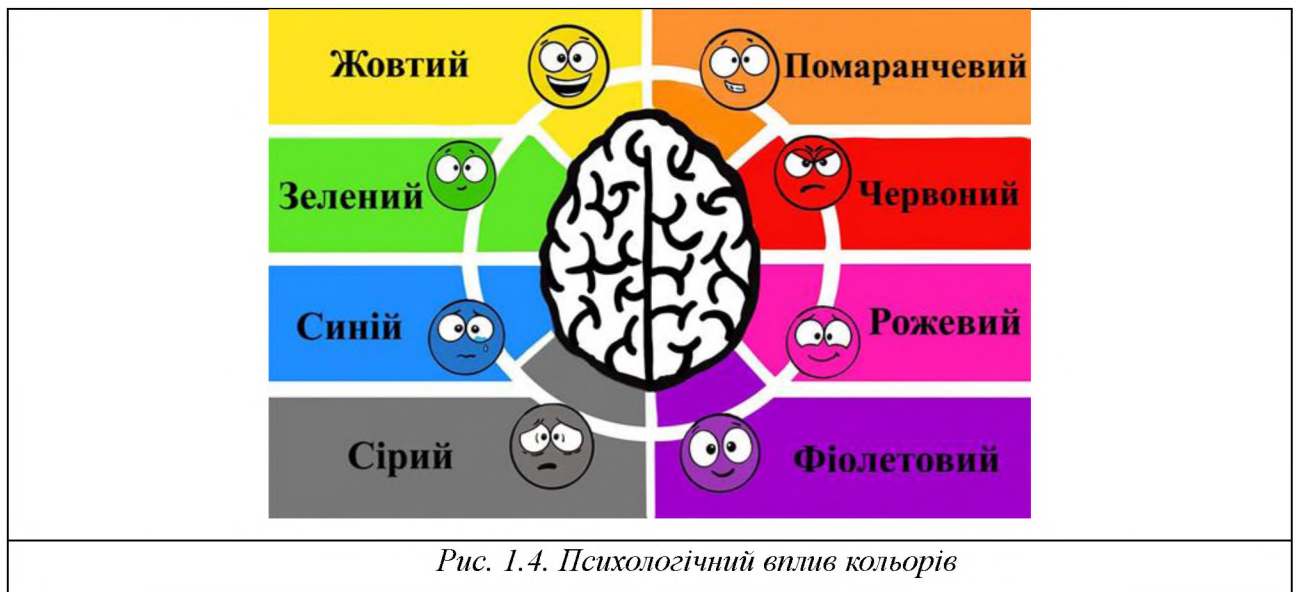 Жовтий
Помаранчевий
Зелений
Червоний
Синій
Рожевий
Сірий
Фіолетовий
Рис. 1.4. Психологічний вплив кольорів